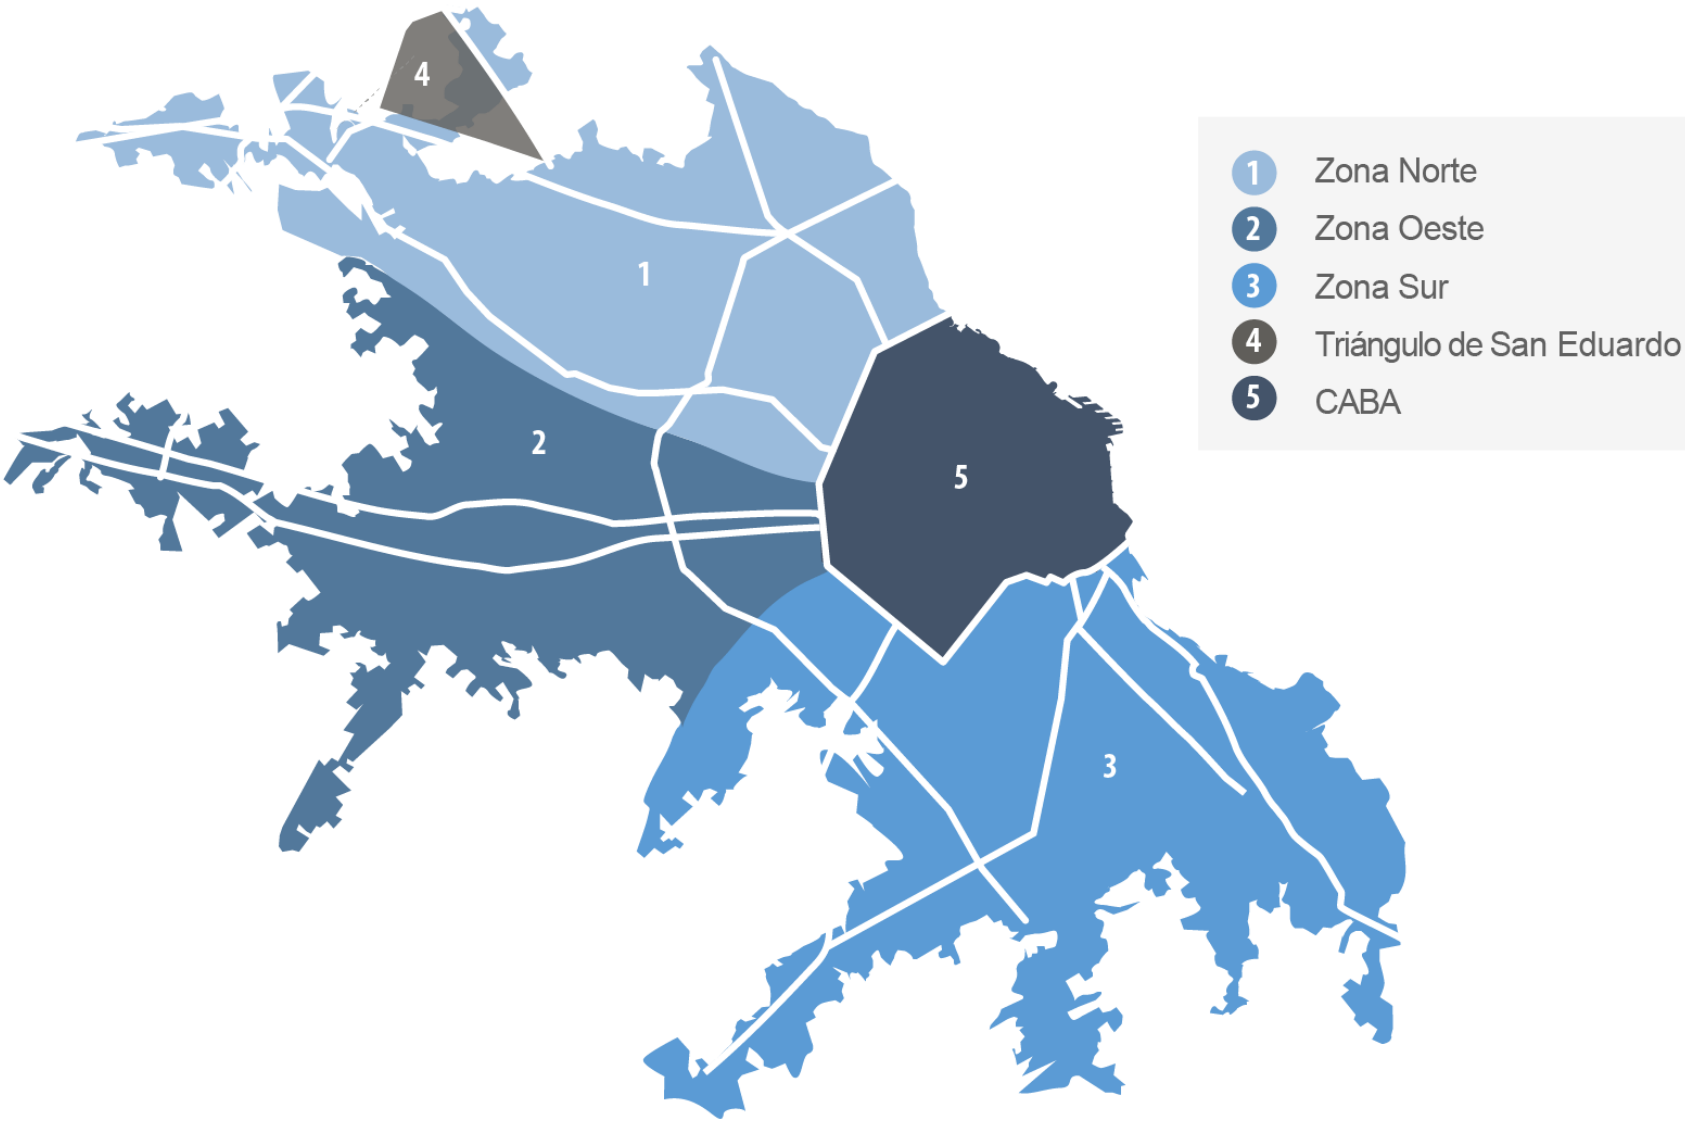 4
1
2
5
3
1 Zona Norte
2 Zona Oeste
3 Zona Sur
4 Triángulo de San Eduardo
5 CABA